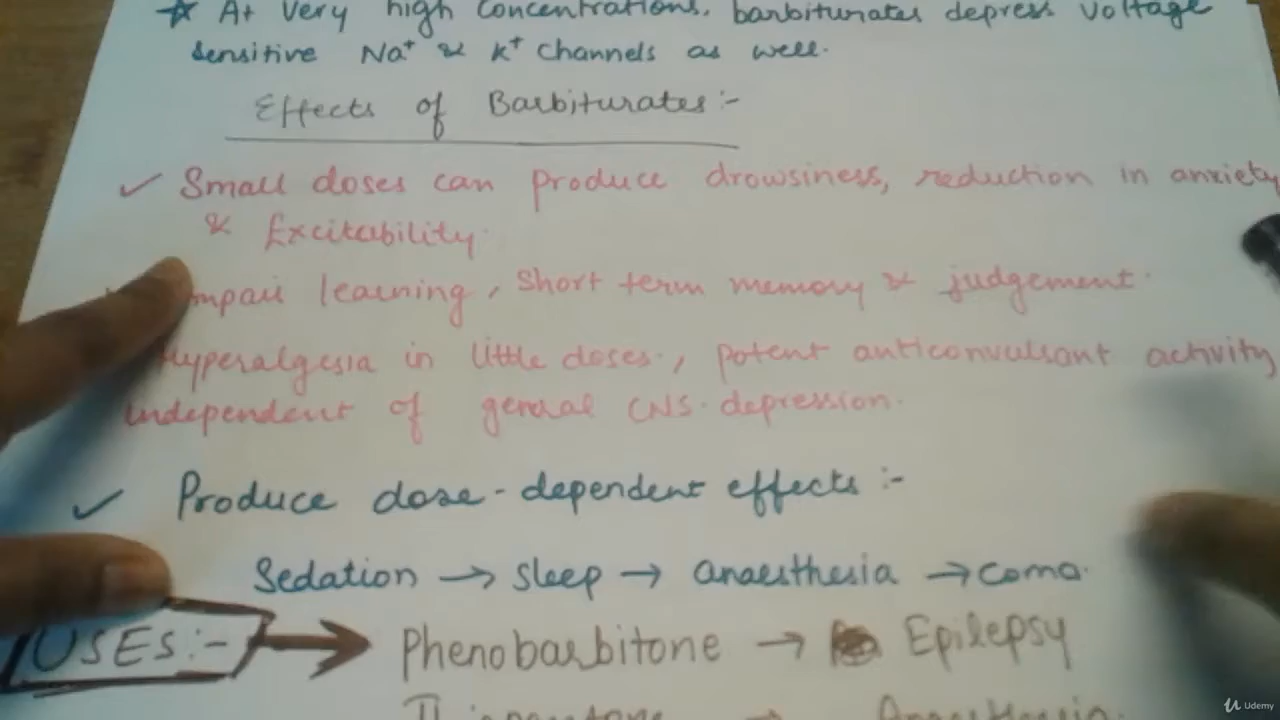 ☆ At very high concentrations, barbiturates depress voltage
sensitive Na⁺ & K⁺ channels as well.
Effects of Barbiturates:-
✓ Small doses can produce drowsiness, reduction in anxiety
& Excitability.
mpair learning, short term memory & judgement.
Hyperalgesia in little doses, potent anticonvulsant activity
independent of general CNS depression.
✓ Produce dose-dependent effects:-
Sedation → sleep → anaesthesia → coma.
USES:- → Phenobarbitone → Epilepsy
Udemy